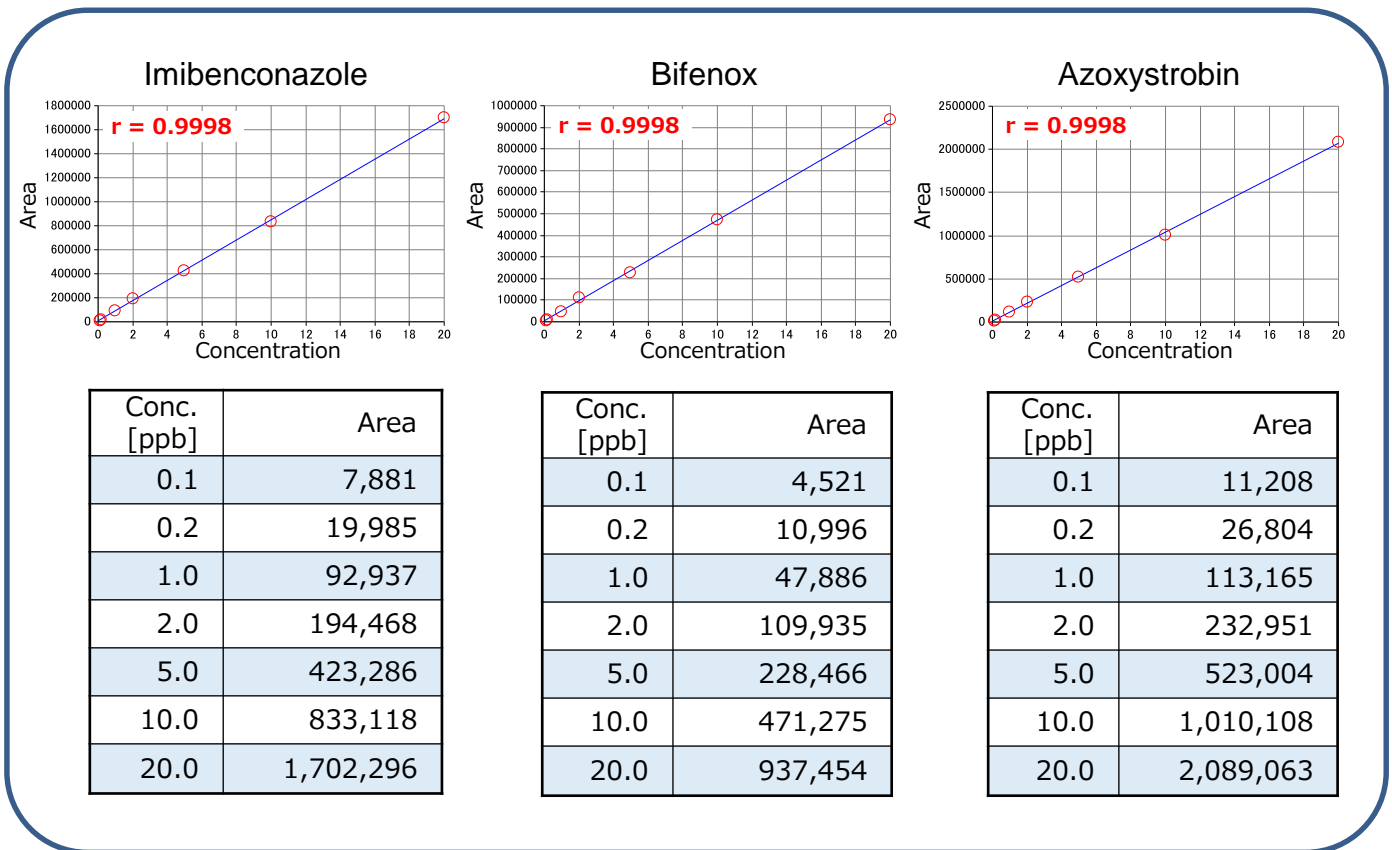 Imibenconazole
r = 0.9998
1800000
1600000
1400000
1200000
1000000
800000
600000
400000
200000
0
Area
0 2 4 6 8 10 12 14 16 18 20
Concentration
Conc. [ppb] Area
0.1 7,881
0.2 19,985
1.0 92,937
2.0 194,468
5.0 423,286
10.0 833,118
20.0 1,702,296
Bifenox
r = 0.9998
1000000
900000
800000
700000
600000
500000
400000
300000
200000
100000
0
Area
0 2 4 6 8 10 12 14 16 18 20
Concentration
Conc. [ppb] Area
0.1 4,521
0.2 10,996
1.0 47,886
2.0 109,935
5.0 228,466
10.0 471,275
20.0 937,454
Azoxystrobin
r = 0.9998
2500000
2000000
1500000
1000000
500000
0
Area
0 2 4 6 8 10 12 14 16 18 20
Concentration
Conc. [ppb] Area
0.1 11,208
0.2 26,804
1.0 113,165
2.0 232,951
5.0 523,004
10.0 1,010,108
20.0 2,089,063